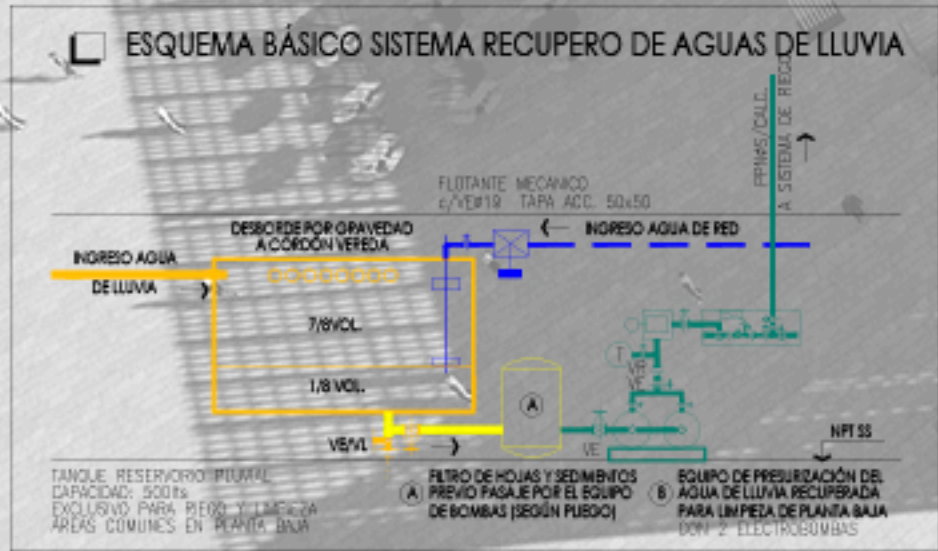 ESQUEMA BÁSICO SISTEMA RECUPERO DE AGUAS DE LLUVIA
A SISTEMA DE RIEGO
FLOTANTE MECANICO
TAPA ACC. 50x50
DESBORDE POR GRAVEDAD
A CORDÓN VEREDA
INGRESO AGUA DE RED
INGRESO AGUA
DE LLUVIA
7/8VOL.
1/8 VOL.
T
A
VE/VL
VE
NPT SS
TANQUE RESERVORIO PLUVIAL
CAPACIDAD: 500lts
EXCLUSIVO PARA RIEGO Y LIMPIEZA
ÁREAS COMUNES EN PLANTA BAJA
A
FILTRO DE HOJAS Y SEDIMENTOS
PREVIO PASAJE POR EL EQUIPO
DE BOMBAS (SEGÚN PLIEGO)
B
EQUIPO DE PRESURIZACIÓN DEL
AGUA DE LLUVIA RECUPERADA
PARA LIMPIEZA DE PLANTA BAJA
CON 2 ELECTROBOMBAS